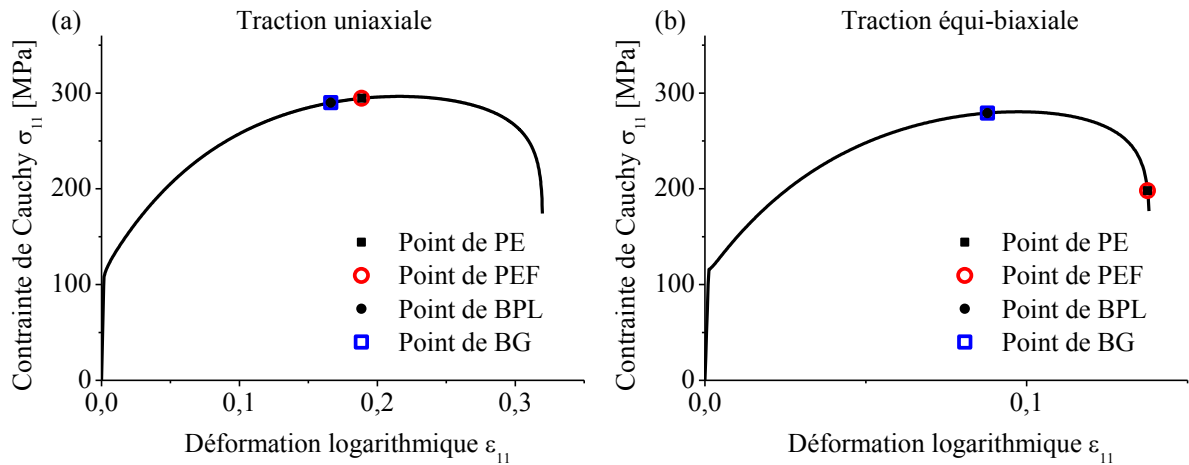 (a) Traction uniaxiale
Contrainte de Cauchy σ11 [MPa]
300
200
100
0
Point de PE
Point de PEF
Point de BPL
Point de BG
0,0 0,1 0,2 0,3
Déformation logarithmique ε11
(b) Traction équi-biaxiale
Contrainte de Cauchy σ11 [MPa]
300
200
100
0
Point de PE
Point de PEF
Point de BPL
Point de BG
0,0 0,1
Déformation logarithmique ε11